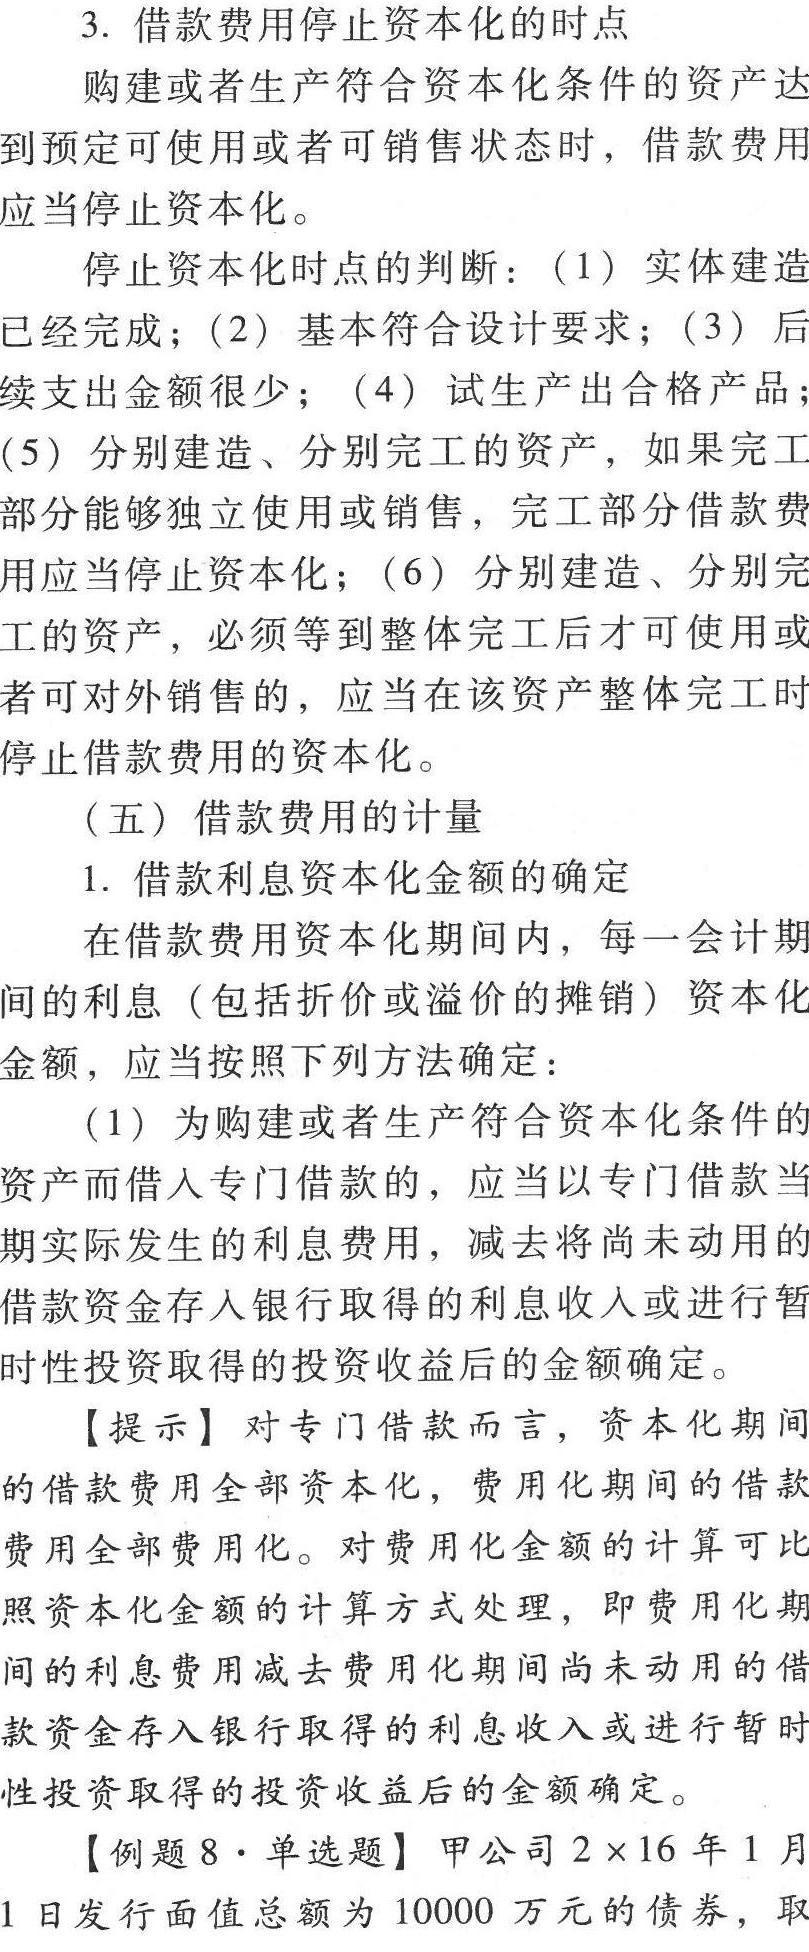 3. 借款费用停止资本化的时点
购建或者生产符合资本化条件的资产达
到预定可使用或者可销售状态时，借款费用
应当停止资本化。
停止资本化时点的判断：（1）实体建造
已经完成；（2）基本符合设计要求；（3）后
续支出金额很少；（4）试生产出合格产品；
（5）分别建造、分别完工的资产，如果完工
部分能够独立使用或销售，完工部分借款费
用应当停止资本化；（6）分别建造、分别完
工的资产，必须等到整体完工后才可使用或
者可对外销售的，应当在该资产整体完工时
停止借款费用的资本化。
（五）借款费用的计量
1. 借款利息资本化金额的确定
在借款费用资本化期间内，每一会计期
间的利息（包括折价或溢价的摊销）资本化
金额，应当按照下列方法确定：
（1）为购建或者生产符合资本化条件的
资产而借入专门借款的，应当以专门借款当
期实际发生的利息费用，减去将尚未动用的
借款资金存入银行取得的利息收入或进行暂
时性投资取得的投资收益后的金额确定。
【提示】对专门借款而言，资本化期间
的借款费用全部资本化，费用化期间的借款
费用全部费用化。对费用化金额的计算可比
照资本化金额的计算方式处理，即费用化期
间的利息费用减去费用化期间尚未动用的借
款资金存入银行取得的利息收入或进行暂时
性投资取得的投资收益后的金额确定。
【例题8·单选题】甲公司2×16年1月
1日发行面值总额为10000万元的债券，取